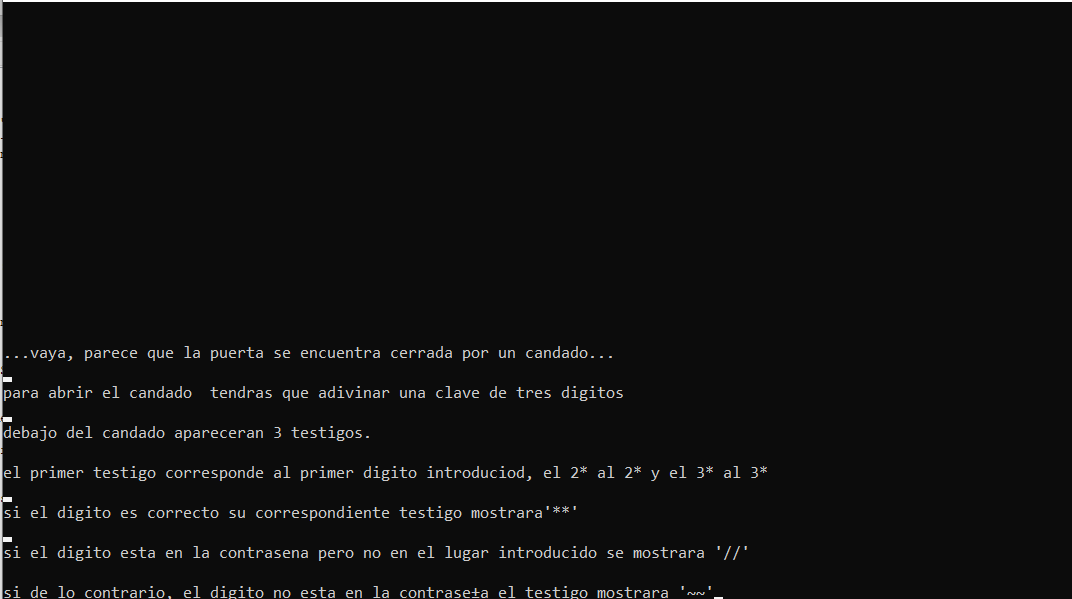 ...vaya, parece que la puerta se encuentra cerrada por un candado...
para abrir el candado  tendras que adivinar una clave de tres digitos
debajo del candado apareceran 3 testigos.
el primer testigo corresponde al primer digito introduciod, el 2* al 2* y el 3* al 3*
si el digito es correcto su correspondiente testigo mostrara'**'
si el digito esta en la contrasena pero no en el lugar introducido se mostrara '//'
si de lo contrario, el digito no esta en la contrase±a el testigo mostrara '~~'